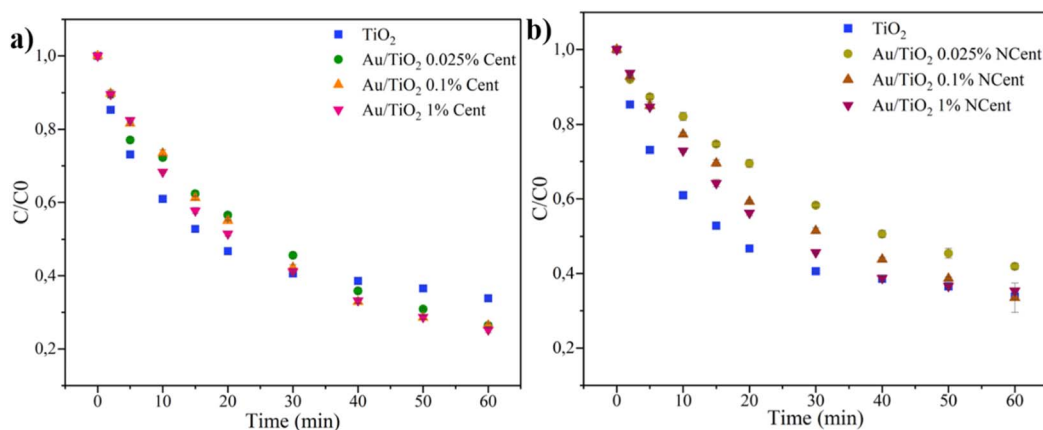 a)
TiO₂
Au/TiO₂ 0.025% Cent
Au/TiO₂ 0.1% Cent
Au/TiO₂ 1% Cent
C/C0
1,0
0,8
0,6
0,4
0,2
0 10 20 30 40 50 60
Time (min)
b)
TiO₂
Au/TiO₂ 0.025% NCent
Au/TiO₂ 0.1% NCent
Au/TiO₂ 1% NCent
C/C0
1,0
0,8
0,6
0,4
0,2
0 10 20 30 40 50 60
Time (min)